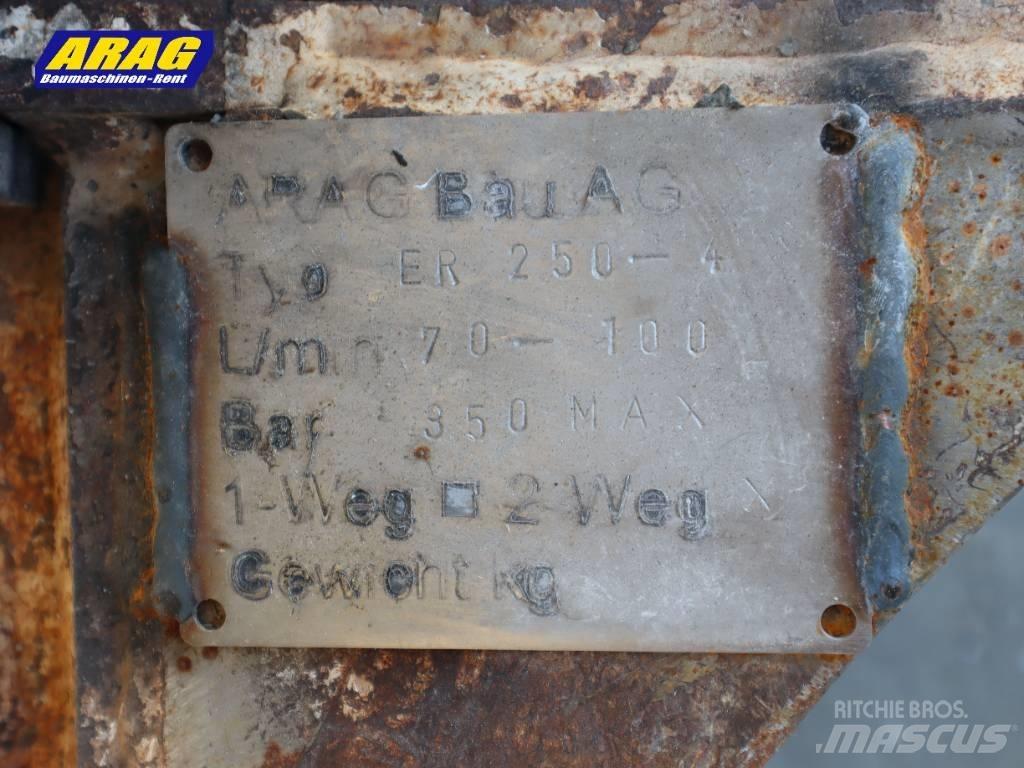 ARAG
Baumaschinen-Rent
ARAG Bau AG
Typ ER 250-4
L/min 70-100
Bar 350 MAX
1-Weg 2 Weg X
Gewicht kg
RITCHIE BROS.
MASCUS